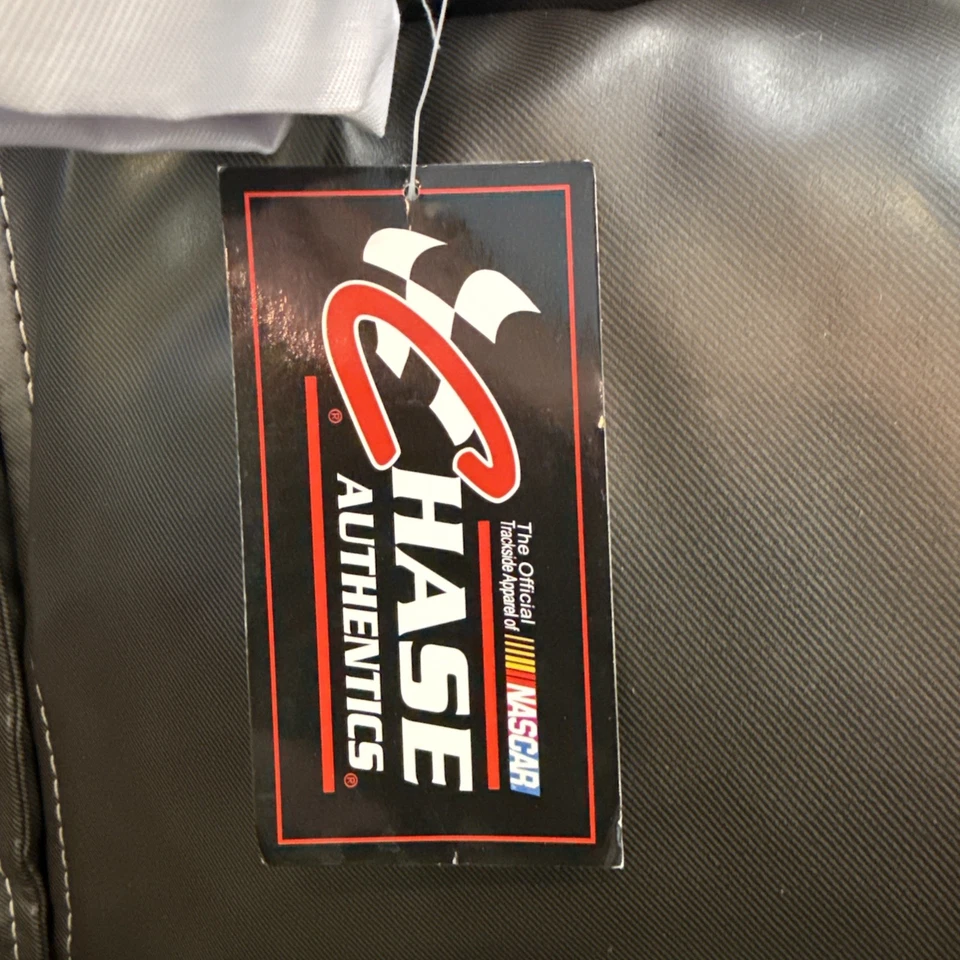 The Official
Trackside Apparel of NASCAR
CHASE
AUTHENTICS®
®